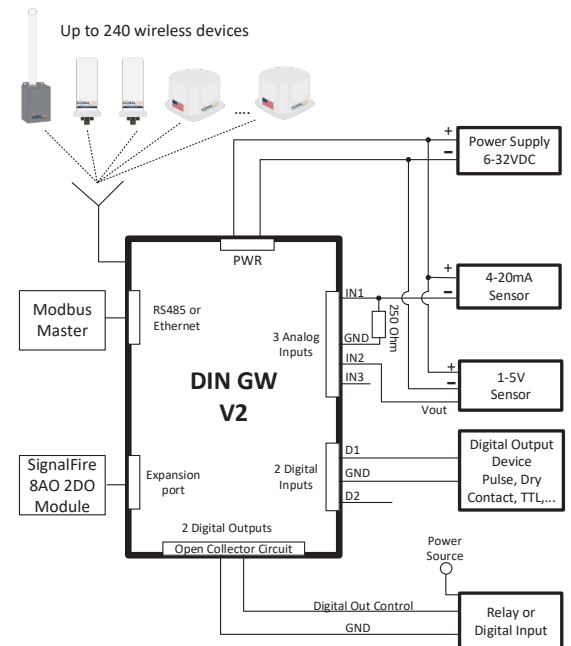 Up to 240 wireless devices
....
+
−
Power Supply
6-32VDC
PWR
Modbus
Master
RS485 or
Ethernet
3 Analog
Inputs
IN1
GND
IN2
IN3
250 Ohm
+
−
4-20mA
Sensor
+
−
1-5V
Sensor
Vout
DIN GW
V2
SignalFire
8AO 2DO
Module
Expansion
port
2 Digital
Inputs
D1
GND
D2
Digital Output
Device
Pulse, Dry
Contact, TTL,...
2 Digital Outputs
Open Collector Circuit
Power
Source
Digital Out Control
GND
Relay or
Digital Input